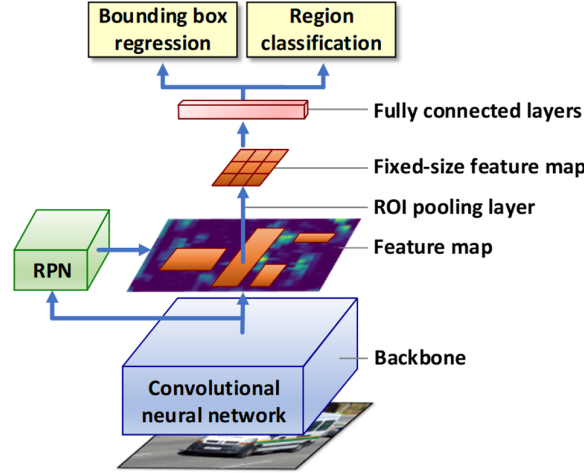 Bounding box
regression
Region
classification
Fully connected layers
Fixed-size feature map
ROI pooling layer
Feature map
RPN
Backbone
Convolutional
neural network